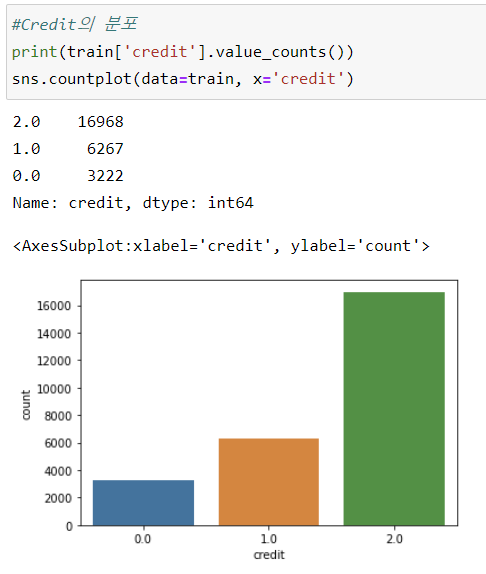 #Credit의 분포
print(train['credit'].value_counts())
sns.countplot(data=train, x='credit')
2.0    16968
1.0     6267
0.0     3222
Name: credit, dtype: int64
<AxesSubplot:xlabel='credit', ylabel='count'>
16000
14000
12000
10000
8000
6000
4000
2000
0
count
0.0 1.0 2.0
credit